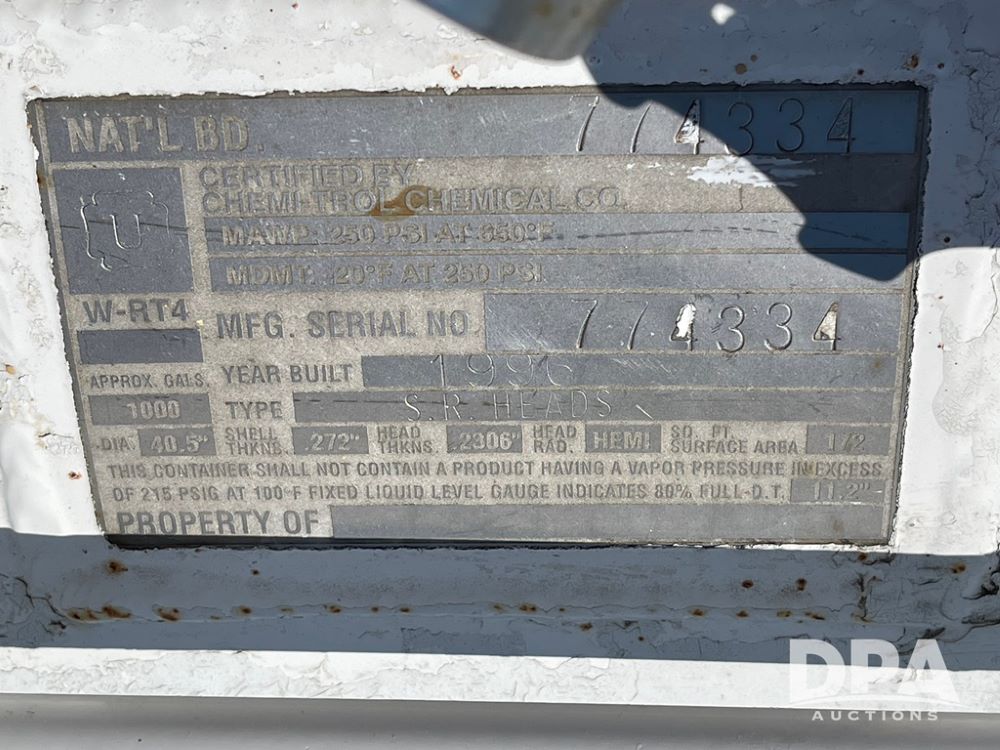 NAT'L BD. 774334
CERTIFIED BY
CHEMI-TROL CHEMICAL CO.
U
MAWP: 250 PSI AT 650°F
MDMT: -20°F AT 250 PSI
W-RT4
MFG. SERIAL NO 774334
YEAR BUILT 1996
APPROX. GALS.
1000
TYPE S.R. HEADS
DIA. 40.5" SHELL THKNS. .272" HEAD THKNS. .2306" HEAD RAD. HEMI SQ. FT. SURFACE AREA 172
THIS CONTAINER SHALL NOT CONTAIN A PRODUCT HAVING A VAPOR PRESSURE IN EXCESS
OF 215 PSIG AT 100°F FIXED LIQUID LEVEL GAUGE INDICATES 80% FULL-D.T. 11.2"
PROPERTY OF
DPA
AUCTIONS